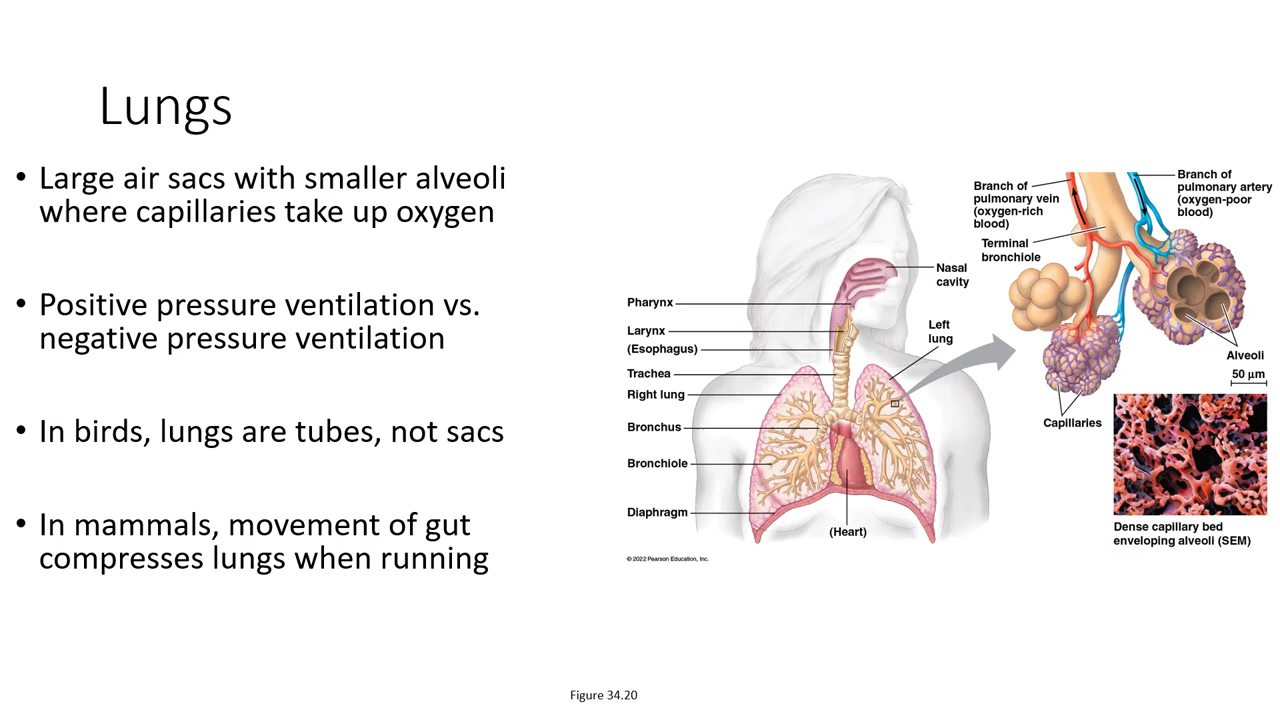 Lungs
• Large air sacs with smaller alveoli
where capillaries take up oxygen
• Positive pressure ventilation vs.
negative pressure ventilation
• In birds, lungs are tubes, not sacs
• In mammals, movement of gut
compresses lungs when running
Pharynx
Larynx
(Esophagus)
Trachea
Right lung
Bronchus
Bronchiole
Diaphragm
(Heart)
Nasal
cavity
Left
lung
Branch of
pulmonary vein
(oxygen-rich
blood)
Terminal
bronchiole
Branch of
pulmonary artery
(oxygen-poor
blood)
Alveoli
50 µm
Capillaries
Dense capillary bed
enveloping alveoli (SEM)
© 2022 Pearson Education, Inc.
Figure 34.20